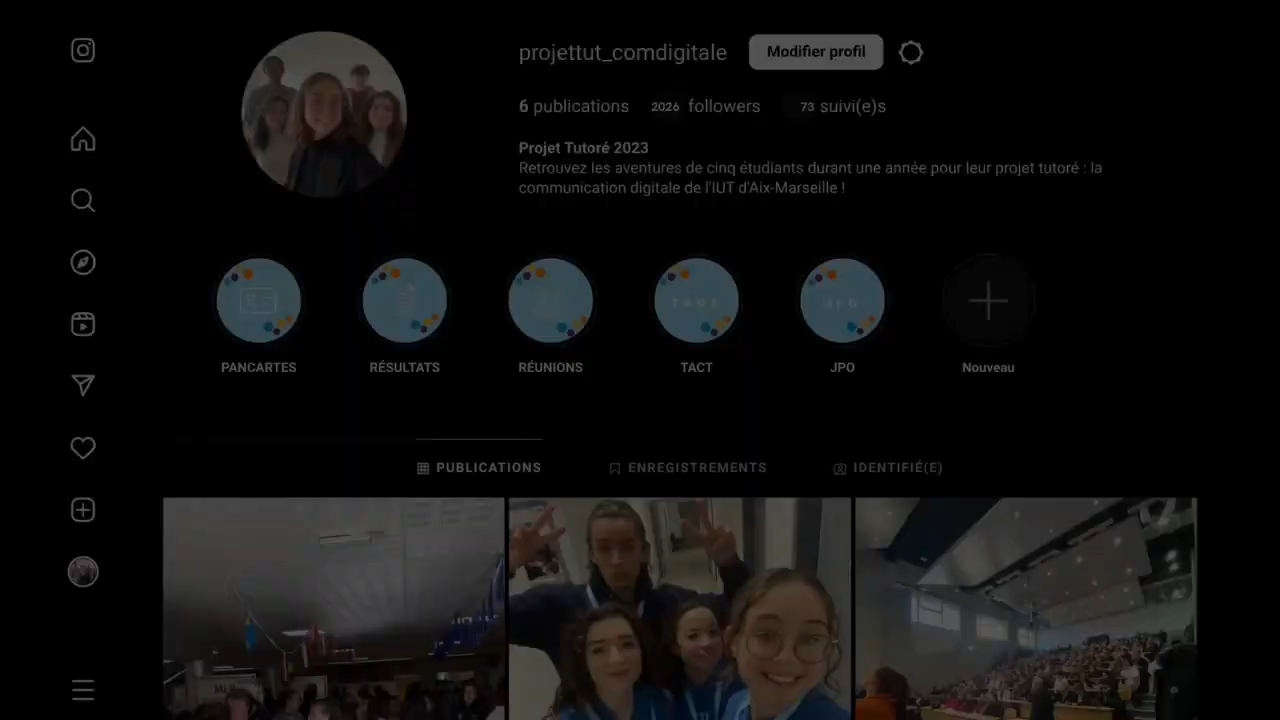 projettut_comdigitale
Modifier profil
6 publications 2026 followers 73 suivi(e)s
Projet Tutoré 2023
Retrouvez les aventures de cinq étudiants durant une année pour leur projet tutoré : la
communication digitale de l'IUT d'Aix-Marseille !
TACT
JPO
PANCARTES
RÉSULTATS
RÉUNIONS
TACT
JPO
Nouveau
PUBLICATIONS
ENREGISTREMENTS
IDENTIFIÉ(E)